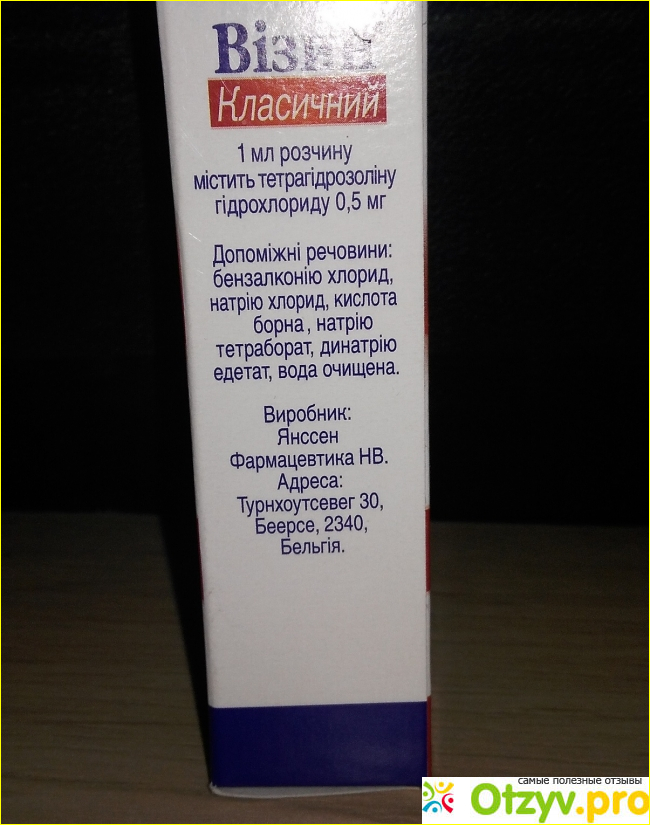 Візин®
Класичний
1 мл розчину
містить тетрагідрозоліну
гідрохлориду 0,5 мг
Допоміжні речовини:
бензалконію хлорид,
натрію хлорид, кислота
борна, натрію
тетраборат, динатрію
едетат, вода очищена.
Виробник:
Янссен
Фармацевтика НВ.
Адреса:
Турнхоутсевег 30,
Беерсе, 2340,
Бельгія.
самые полезные отзывы
Otzyv.pro